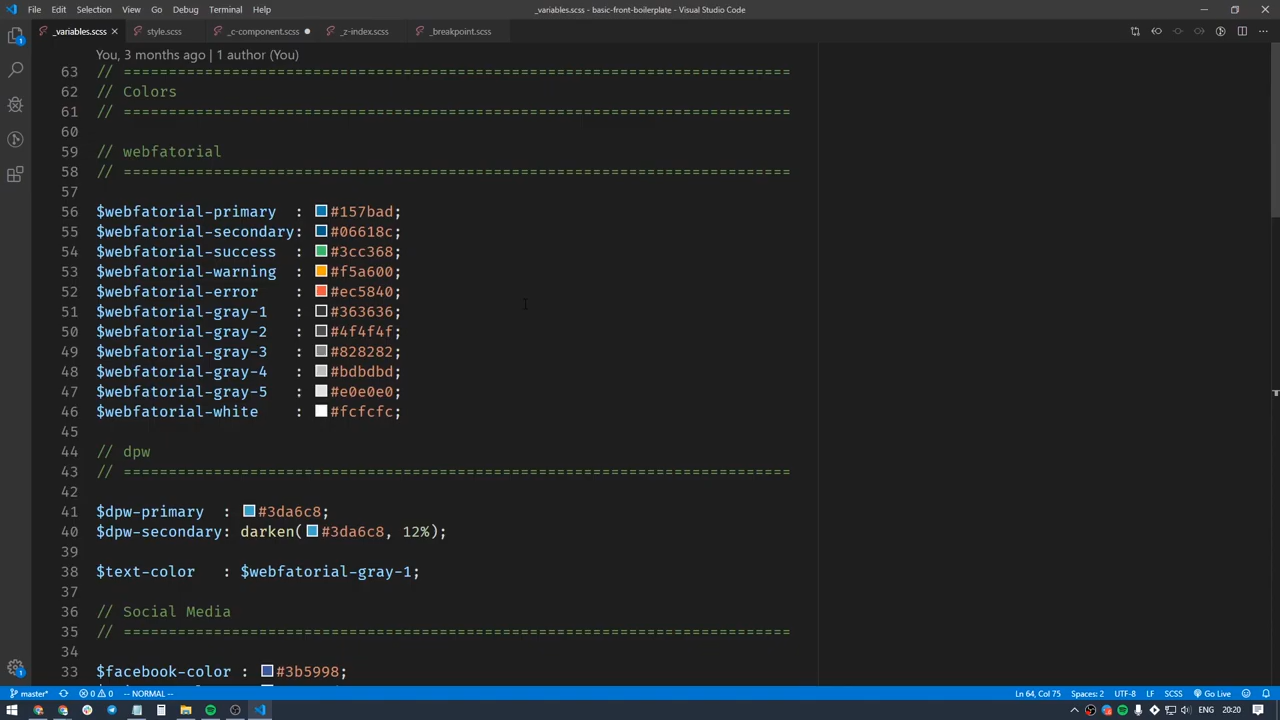 File Edit Selection View Go Debug Terminal Help
_variables.scss - basic-front-boilerplate - Visual Studio Code
_variables.scss style.scss _c-component.scss _z-index.scss _breakpoint.scss
You, 3 months ago | 1 author (You)
63 // ==========================================================================
62 // Colors
61 // ==========================================================================
60
59 // webfatorial
58 // ==========================================================================
57
56 $webfatorial-primary  : #157bad;
55 $webfatorial-secondary: #06618c;
54 $webfatorial-success  : #3cc368;
53 $webfatorial-warning  : #f5a600;
52 $webfatorial-error    : #ec5840;
51 $webfatorial-gray-1   : #363636;
50 $webfatorial-gray-2   : #4f4f4f;
49 $webfatorial-gray-3   : #828282;
48 $webfatorial-gray-4   : #bdbdbd;
47 $webfatorial-gray-5   : #e0e0e0;
46 $webfatorial-white    : #fcfcfc;
45
44 // dpw
43 // ==========================================================================
42
41 $dpw-primary  : #3da6c8;
40 $dpw-secondary: darken(#3da6c8, 12%);
39
38 $text-color   : $webfatorial-gray-1;
37
36 // Social Media
35 // ==========================================================================
34
33 $facebook-color : #3b5998;
master* 0 0 -- NORMAL -- Ln 64, Col 75 Spaces: 2 UTF-8 LF SCSS Go Live
ENG 20:20